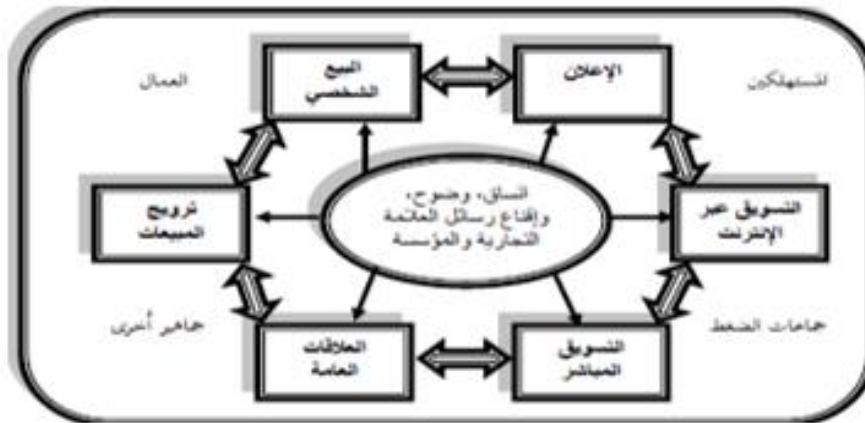 المستهلكين
الإعلان
البيع
الشخصي
العمال
التسويق عبر
الإنترنت
اتساق، وضوح،
وإقناع رسائل العلامة
التجارية والمؤسسة
ترويج
المبيعات
جماعات الضغط
التسويق
المباشر
العلاقات
العامة
جماهير أخرى